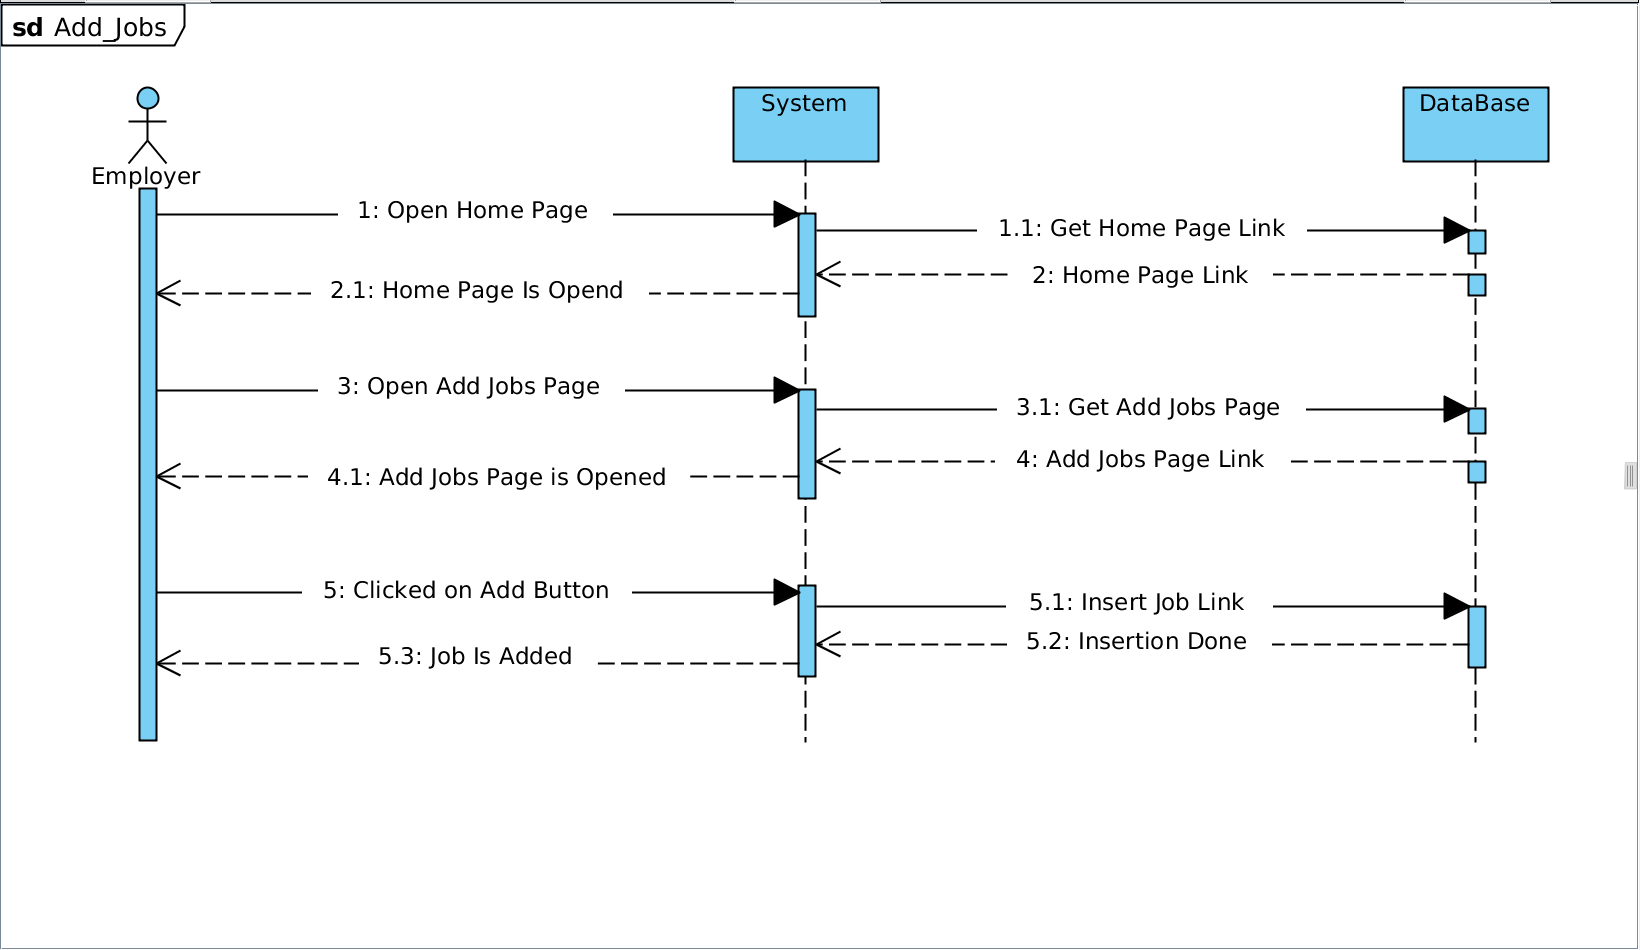 sd Add_Jobs
System
DataBase
Employer
1: Open Home Page
1.1: Get Home Page Link
2: Home Page Link
2.1: Home Page Is Opend
3: Open Add Jobs Page
3.1: Get Add Jobs Page
4: Add Jobs Page Link
4.1: Add Jobs Page is Opened
5: Clicked on Add Button
5.1: Insert Job Link
5.2: Insertion Done
5.3: Job Is Added